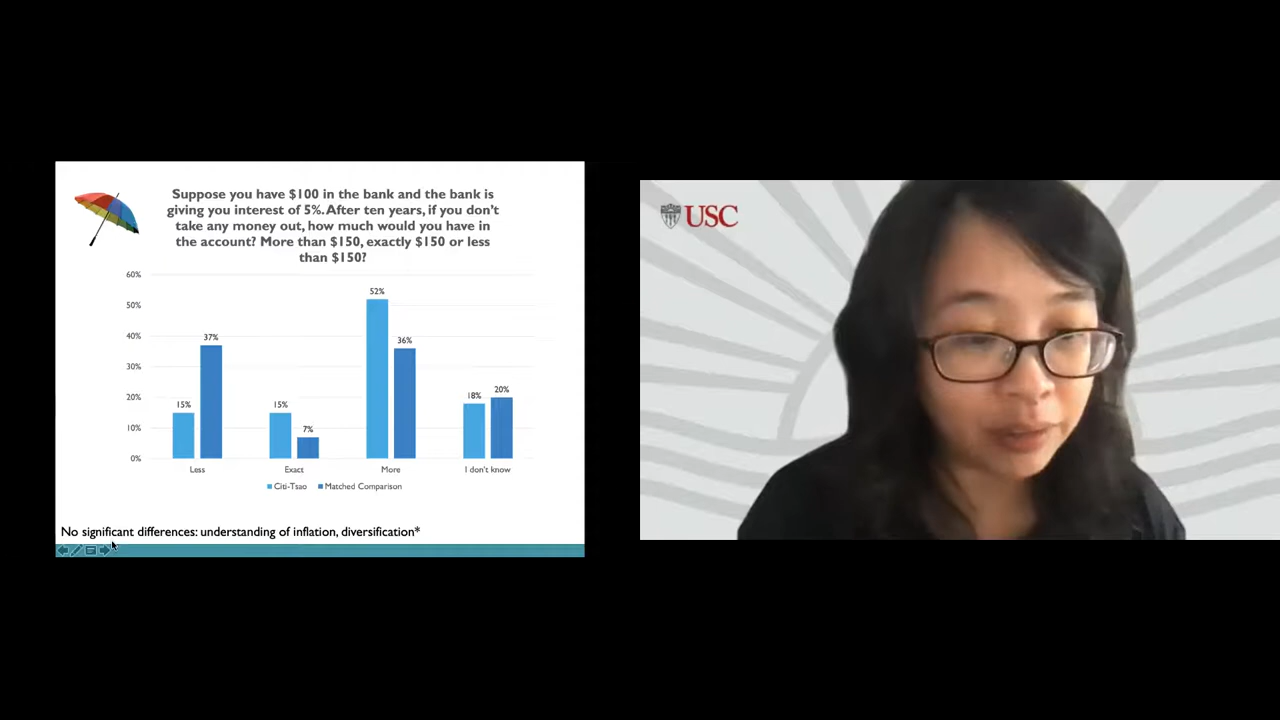 Suppose you have $100 in the bank and the bank is
giving you interest of 5%. After ten years, if you don't
take any money out, how much would you have in
the account? More than $150, exactly $150 or less
than $150?
60%
50%
40%
30%
20%
10%
0%
15%
37%
15%
7%
52%
36%
18%
20%
Less
Exact
More
I don't know
Citi-Tsao
Matched Comparison
No significant differences: understanding of inflation, diversification*
USC